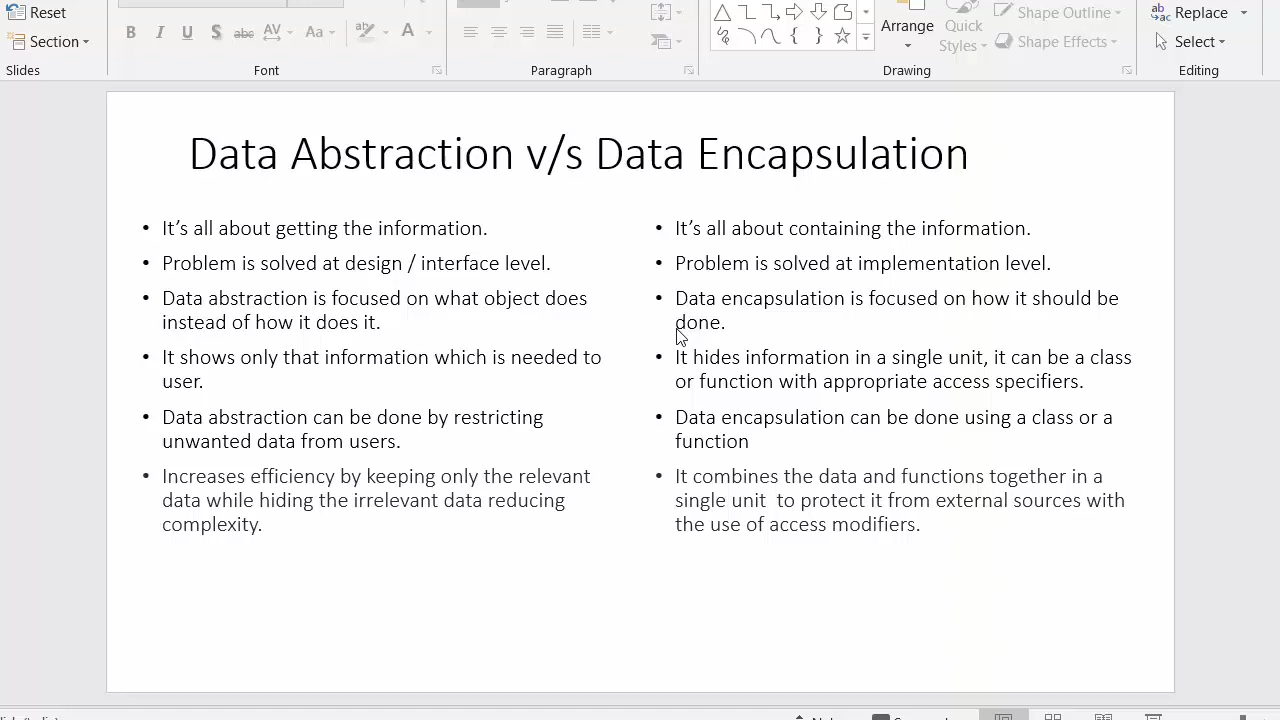 Reset
Replace
Section
B I U S abc AV Aa A
Arrange
Quick
Styles
Shape Outline
Shape Effects
Select
Slides
Font
Paragraph
Drawing
Editing
Data Abstraction v/s Data Encapsulation
• It’s all about getting the information.
• Problem is solved at design / interface level.
• Data abstraction is focused on what object does
instead of how it does it.
• It shows only that information which is needed to
user.
• Data abstraction can be done by restricting
unwanted data from users.
• Increases efficiency by keeping only the relevant
data while hiding the irrelevant data reducing
complexity.
• It’s all about containing the information.
• Problem is solved at implementation level.
• Data encapsulation is focused on how it should be
done.
• It hides information in a single unit, it can be a class
or function with appropriate access specifiers.
• Data encapsulation can be done using a class or a
function
• It combines the data and functions together in a
single unit  to protect it from external sources with
the use of access modifiers.